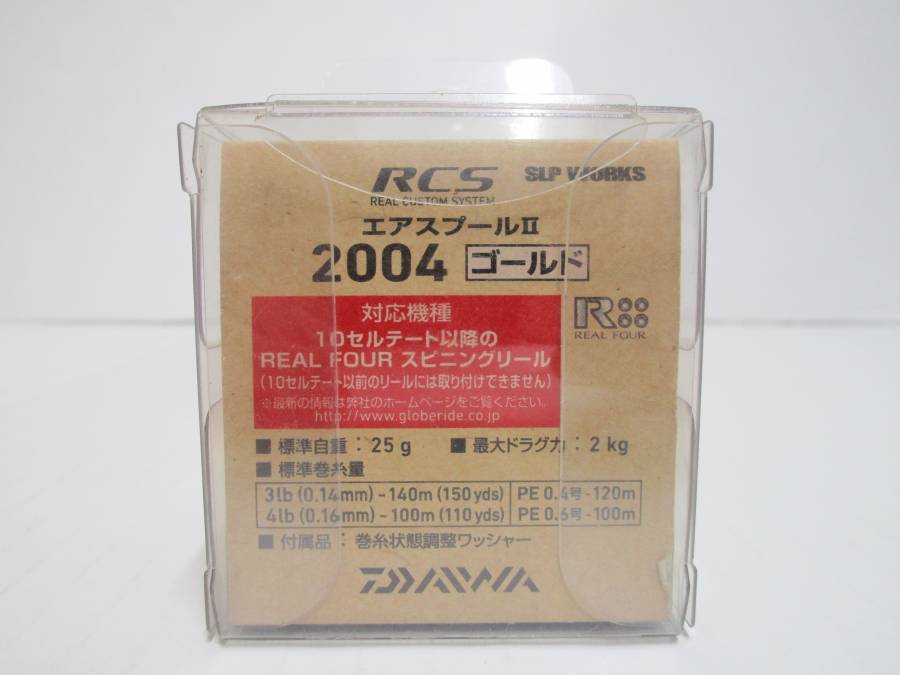 RCS SLP WORKS
REAL CUSTOM SYSTEM
エアスプールⅡ
2004 ゴールド
対応機種
10セルテート以降の
REAL FOUR スピニングリール
(10セルテート以前のリールには取り付けできません)
※最新の情報は弊社のホームページをご覧ください。
http://www.globeride.co.jp
R
REAL FOUR
■ 標準自重:25g ■ 最大ドラグ力:2kg
■ 標準巻糸量
3lb (0.14mm) - 140m (150yds) PE 0.4号 - 120m
4lb (0.16mm) - 100m (110yds) PE 0.6号 - 100m
■ 付属品:巻糸状態調整ワッシャー
DAIWA